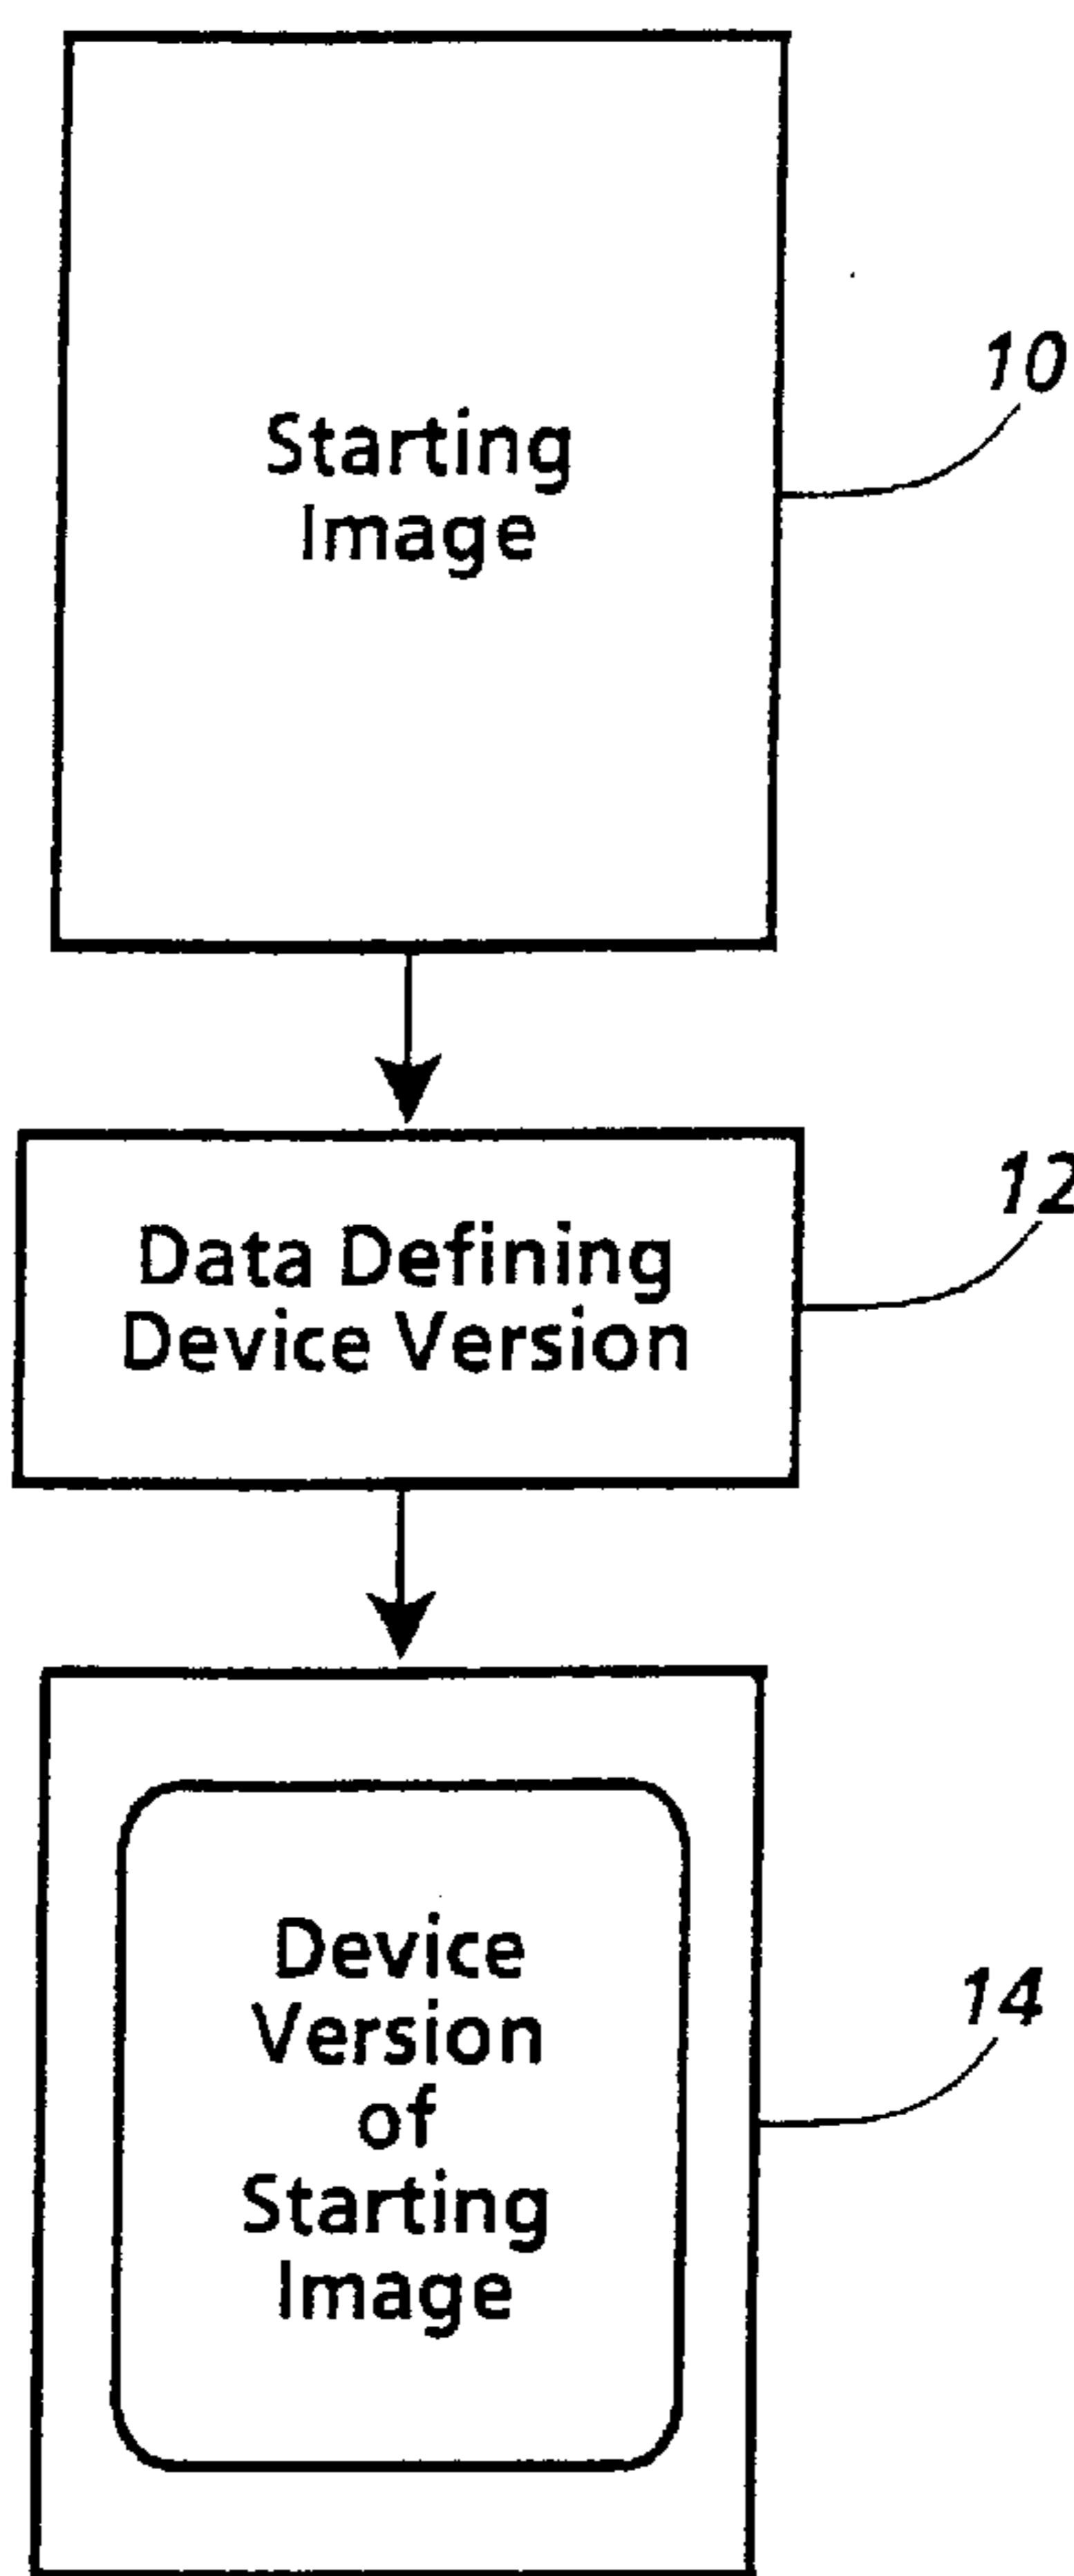 Starting
Image
10
Data Defining
Device Version
12
Device
Version
of
Starting
Image
14